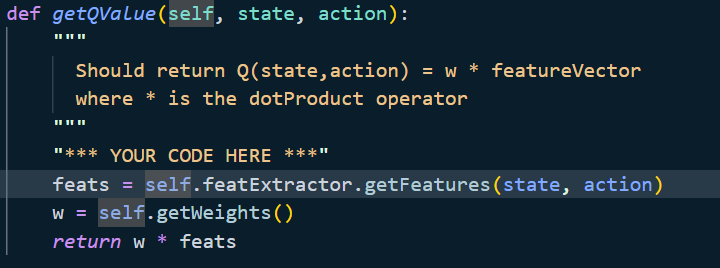 def getQValue(self, state, action):
"""
Should return Q(state,action) = w * featureVector
where * is the dotProduct operator
"""
"*** YOUR CODE HERE ***"
feats = self.featExtractor.getFeatures(state, action)
w = self.getWeights()
return w * feats